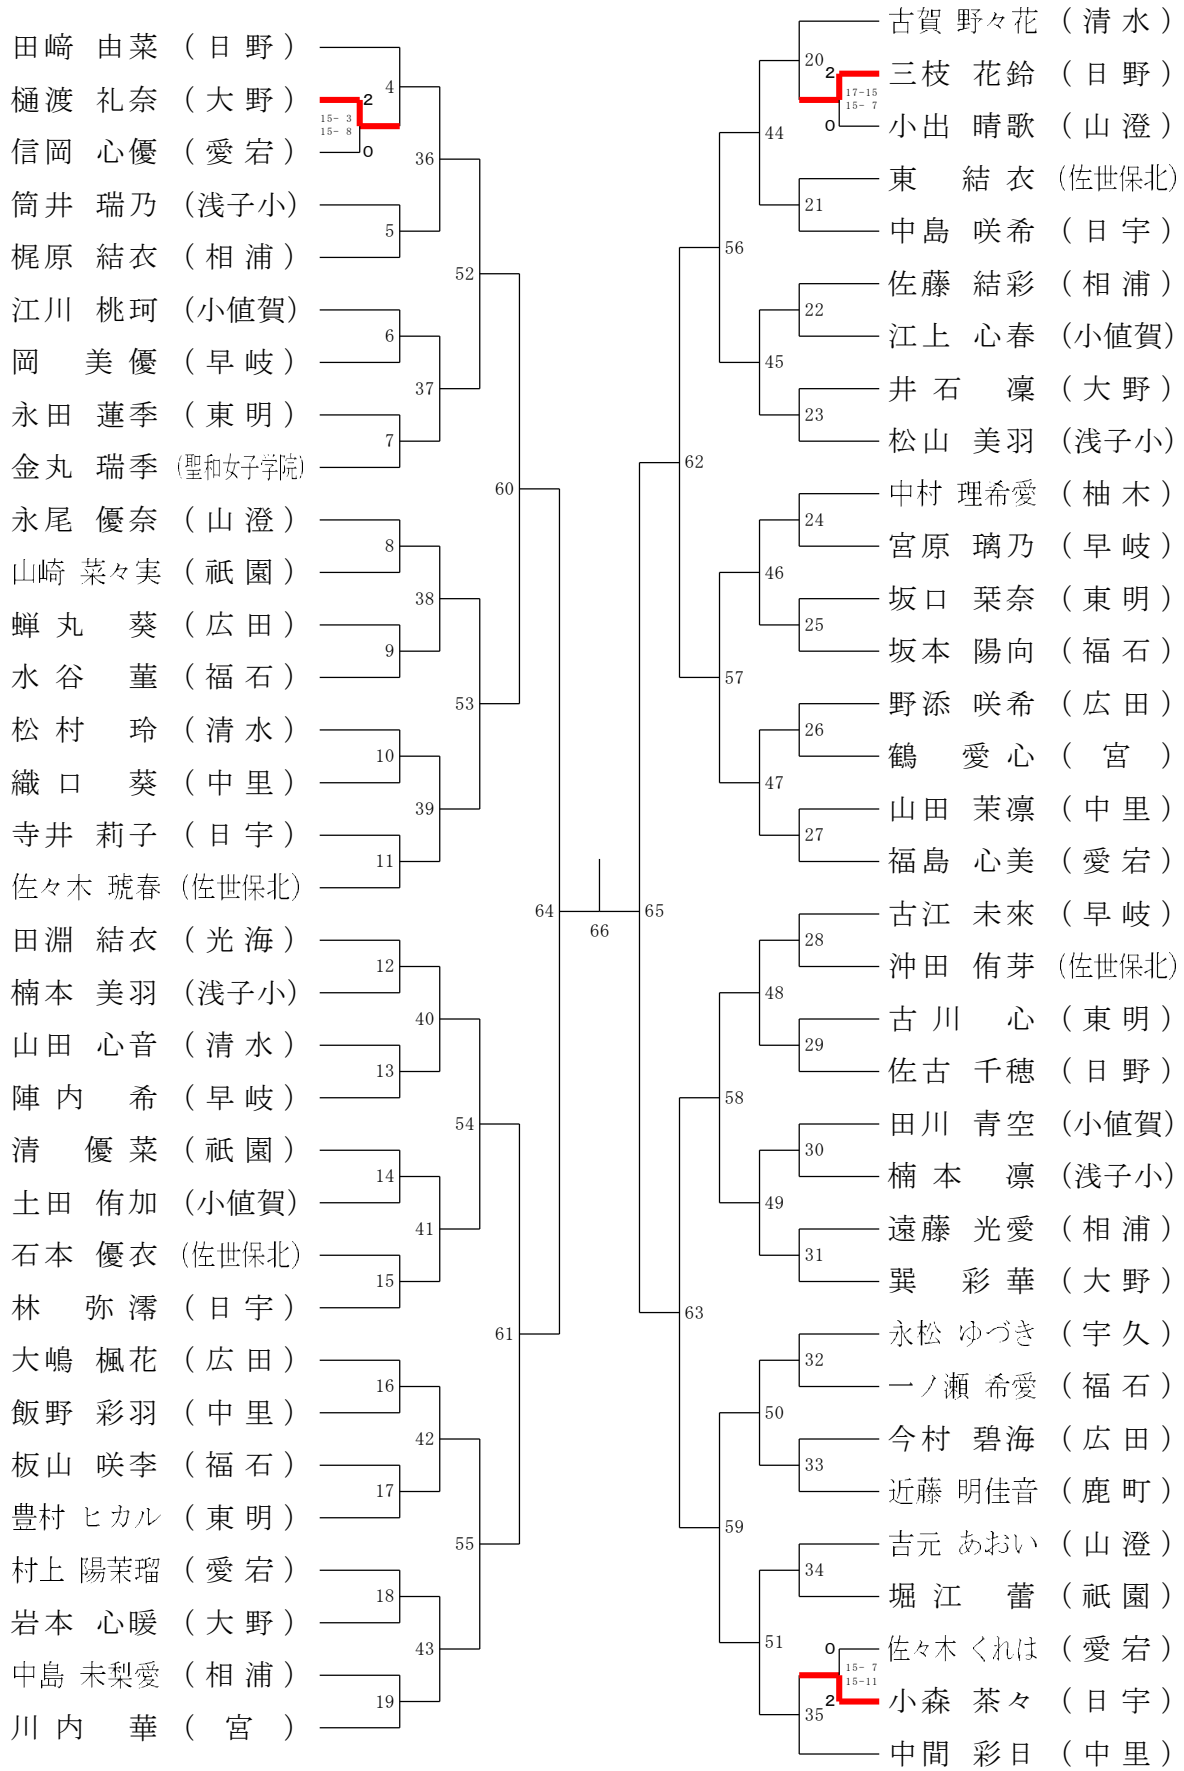 田﨑 由菜 (日野)
樋渡 礼奈 (大野)
信岡 心優 (愛宕)
筒井 瑞乃 (浅子小)
梶原 結衣 (相浦)
江川 桃珂 (小値賀)
岡 美優 (早岐)
永田 蓮季 (東明)
金丸 瑞季 (聖和女子学院)
永尾 優奈 (山澄)
山崎 菜々実 (祇園)
蝉丸 葵 (広田)
水谷 菫 (福石)
松村 玲 (清水)
織口 葵 (中里)
寺井 莉子 (日宇)
佐々木 琥春 (佐世保北)
田淵 結衣 (光海)
楠本 美羽 (浅子小)
山田 心音 (清水)
陣内 希 (早岐)
清 優菜 (祇園)
土田 侑加 (小値賀)
石本 優衣 (佐世保北)
林 弥澪 (日宇)
大嶋 楓花 (広田)
飯野 彩羽 (中里)
板山 咲季 (福石)
豊村 ヒカル (東明)
村上 陽茉瑠 (愛宕)
岩本 心暖 (大野)
中島 未梨愛 (相浦)
川内 華 (宮)
2
15- 3
15- 8
0
4
5
6
7
8
9
10
11
12
13
14
15
16
17
18
19
36
37
38
39
40
41
42
43
52
53
54
55
60
61
64
66
65
62
63
56
57
58
59
44
45
46
47
48
49
50
51
20
21
22
23
24
25
26
27
28
29
30
31
32
33
34
35
2
17-15
15- 7
0
0
15- 7
15-11
2
古賀 野々花 (清水)
三枝 花鈴 (日野)
小出 晴歌 (山澄)
東 結衣 (佐世保北)
中島 咲希 (日宇)
佐藤 結彩 (相浦)
江上 心春 (小値賀)
井石 凜 (大野)
松山 美羽 (浅子小)
中村 理希愛 (柚木)
宮原 璃乃 (早岐)
坂口 栞奈 (東明)
坂本 陽向 (福石)
野添 咲希 (広田)
鶴 愛心 (宮)
山田 茉凛 (中里)
福島 心美 (愛宕)
古江 未來 (早岐)
沖田 侑芽 (佐世保北)
古川 心 (東明)
佐古 千穂 (日野)
田川 青空 (小値賀)
楠本 凛 (浅子小)
遠藤 光愛 (相浦)
巽 彩華 (大野)
永松 ゆづき (宇久)
一ノ瀬 希愛 (福石)
今村 碧海 (広田)
近藤 明佳音 (鹿町)
吉元 あおい (山澄)
堀江 蕾 (祇園)
佐々木 くれは (愛宕)
小森 茶々 (日宇)
中間 彩日 (中里)